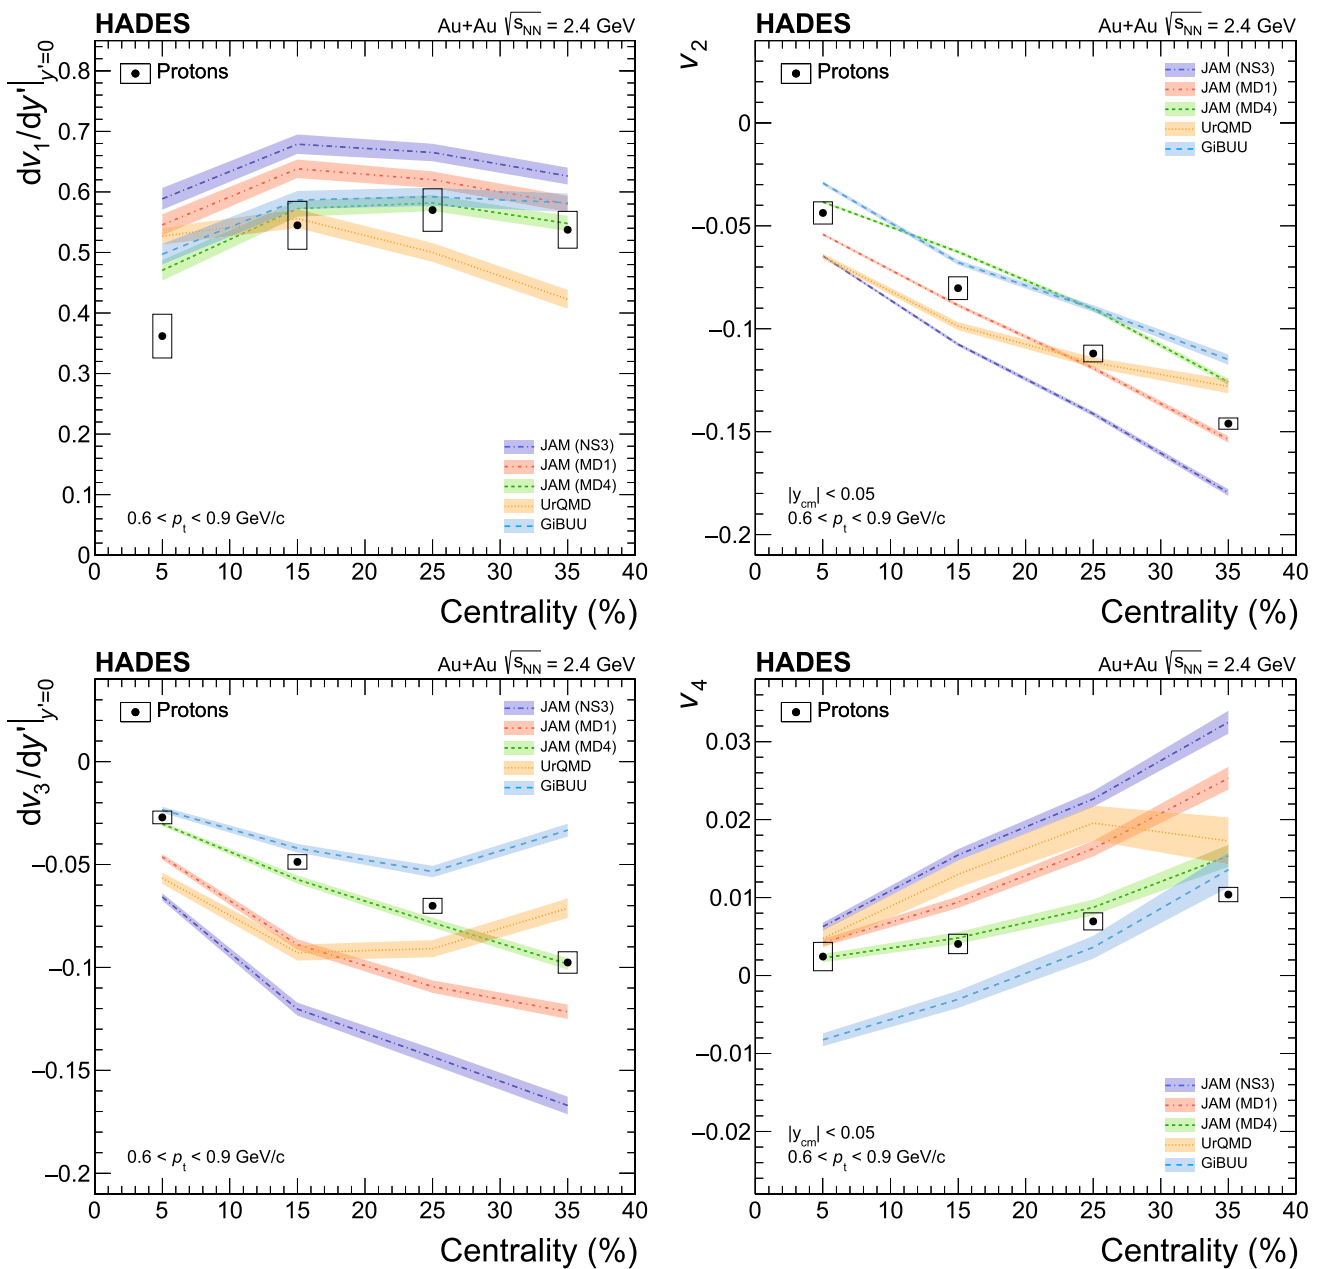 HADES
Au+Au √sNN = 2.4 GeV
dv1/dy'|y'=0
Protons
0.8
0.7
0.6
0.5
0.4
0.3
0.2
0.1
0
JAM (NS3)
JAM (MD1)
JAM (MD4)
UrQMD
GiBUU
0.6 < pt < 0.9 GeV/c
0 5 10 15 20 25 30 35 40
Centrality (%)
HADES
Au+Au √sNN = 2.4 GeV
v2
Protons
JAM (NS3)
JAM (MD1)
JAM (MD4)
UrQMD
GiBUU
0
−0.05
−0.1
−0.15
−0.2
|ycm| < 0.05
0.6 < pt < 0.9 GeV/c
0 5 10 15 20 25 30 35 40
Centrality (%)
HADES
Au+Au √sNN = 2.4 GeV
dv3/dy'|y'=0
Protons
JAM (NS3)
JAM (MD1)
JAM (MD4)
UrQMD
GiBUU
0
−0.05
−0.1
−0.15
−0.2
0.6 < pt < 0.9 GeV/c
0 5 10 15 20 25 30 35 40
Centrality (%)
HADES
Au+Au √sNN = 2.4 GeV
v4
Protons
0.03
0.02
0.01
0
−0.01
−0.02
JAM (NS3)
JAM (MD1)
JAM (MD4)
UrQMD
GiBUU
|ycm| < 0.05
0.6 < pt < 0.9 GeV/c
0 5 10 15 20 25 30 35 40
Centrality (%)